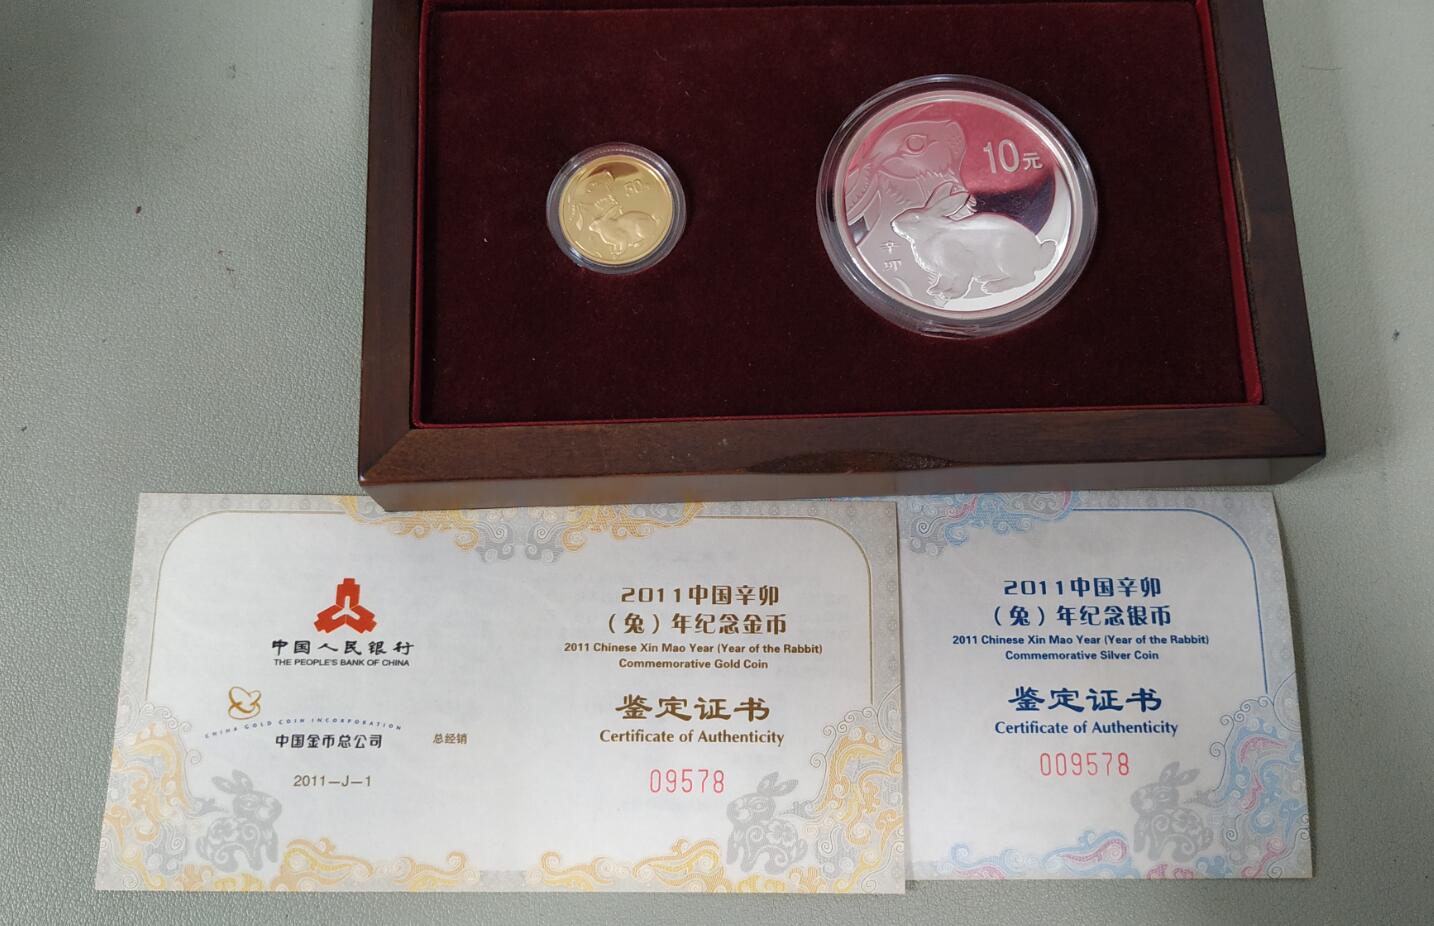 50元
10元
辛
卯
中国人民银行
THE PEOPLE'S BANK OF CHINA
CHINA GOLD COIN INCORPORATION
中国金币总公司
总经销
2011-J-1
2011中国辛卯
（兔）年纪念金币
2011 Chinese Xin Mao Year (Year of the Rabbit)
Commemorative Gold Coin
鉴定证书
Certificate of Authenticity
09578
2011中国辛卯
（兔）年纪念银币
2011 Chinese Xin Mao Year (Year of the Rabbit)
Commemorative Silver Coin
鉴定证书
Certificate of Authenticity
009578